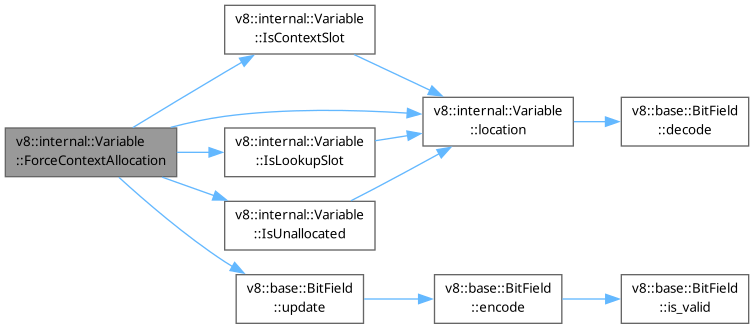 v8::internal::Variable
::ForceContextAllocation
v8::internal::Variable
::IsContextSlot
v8::internal::Variable
::location
v8::base::BitField
::decode
v8::internal::Variable
::IsLookupSlot
v8::internal::Variable
::IsUnallocated
v8::base::BitField
::update
v8::base::BitField
::encode
v8::base::BitField
::is_valid